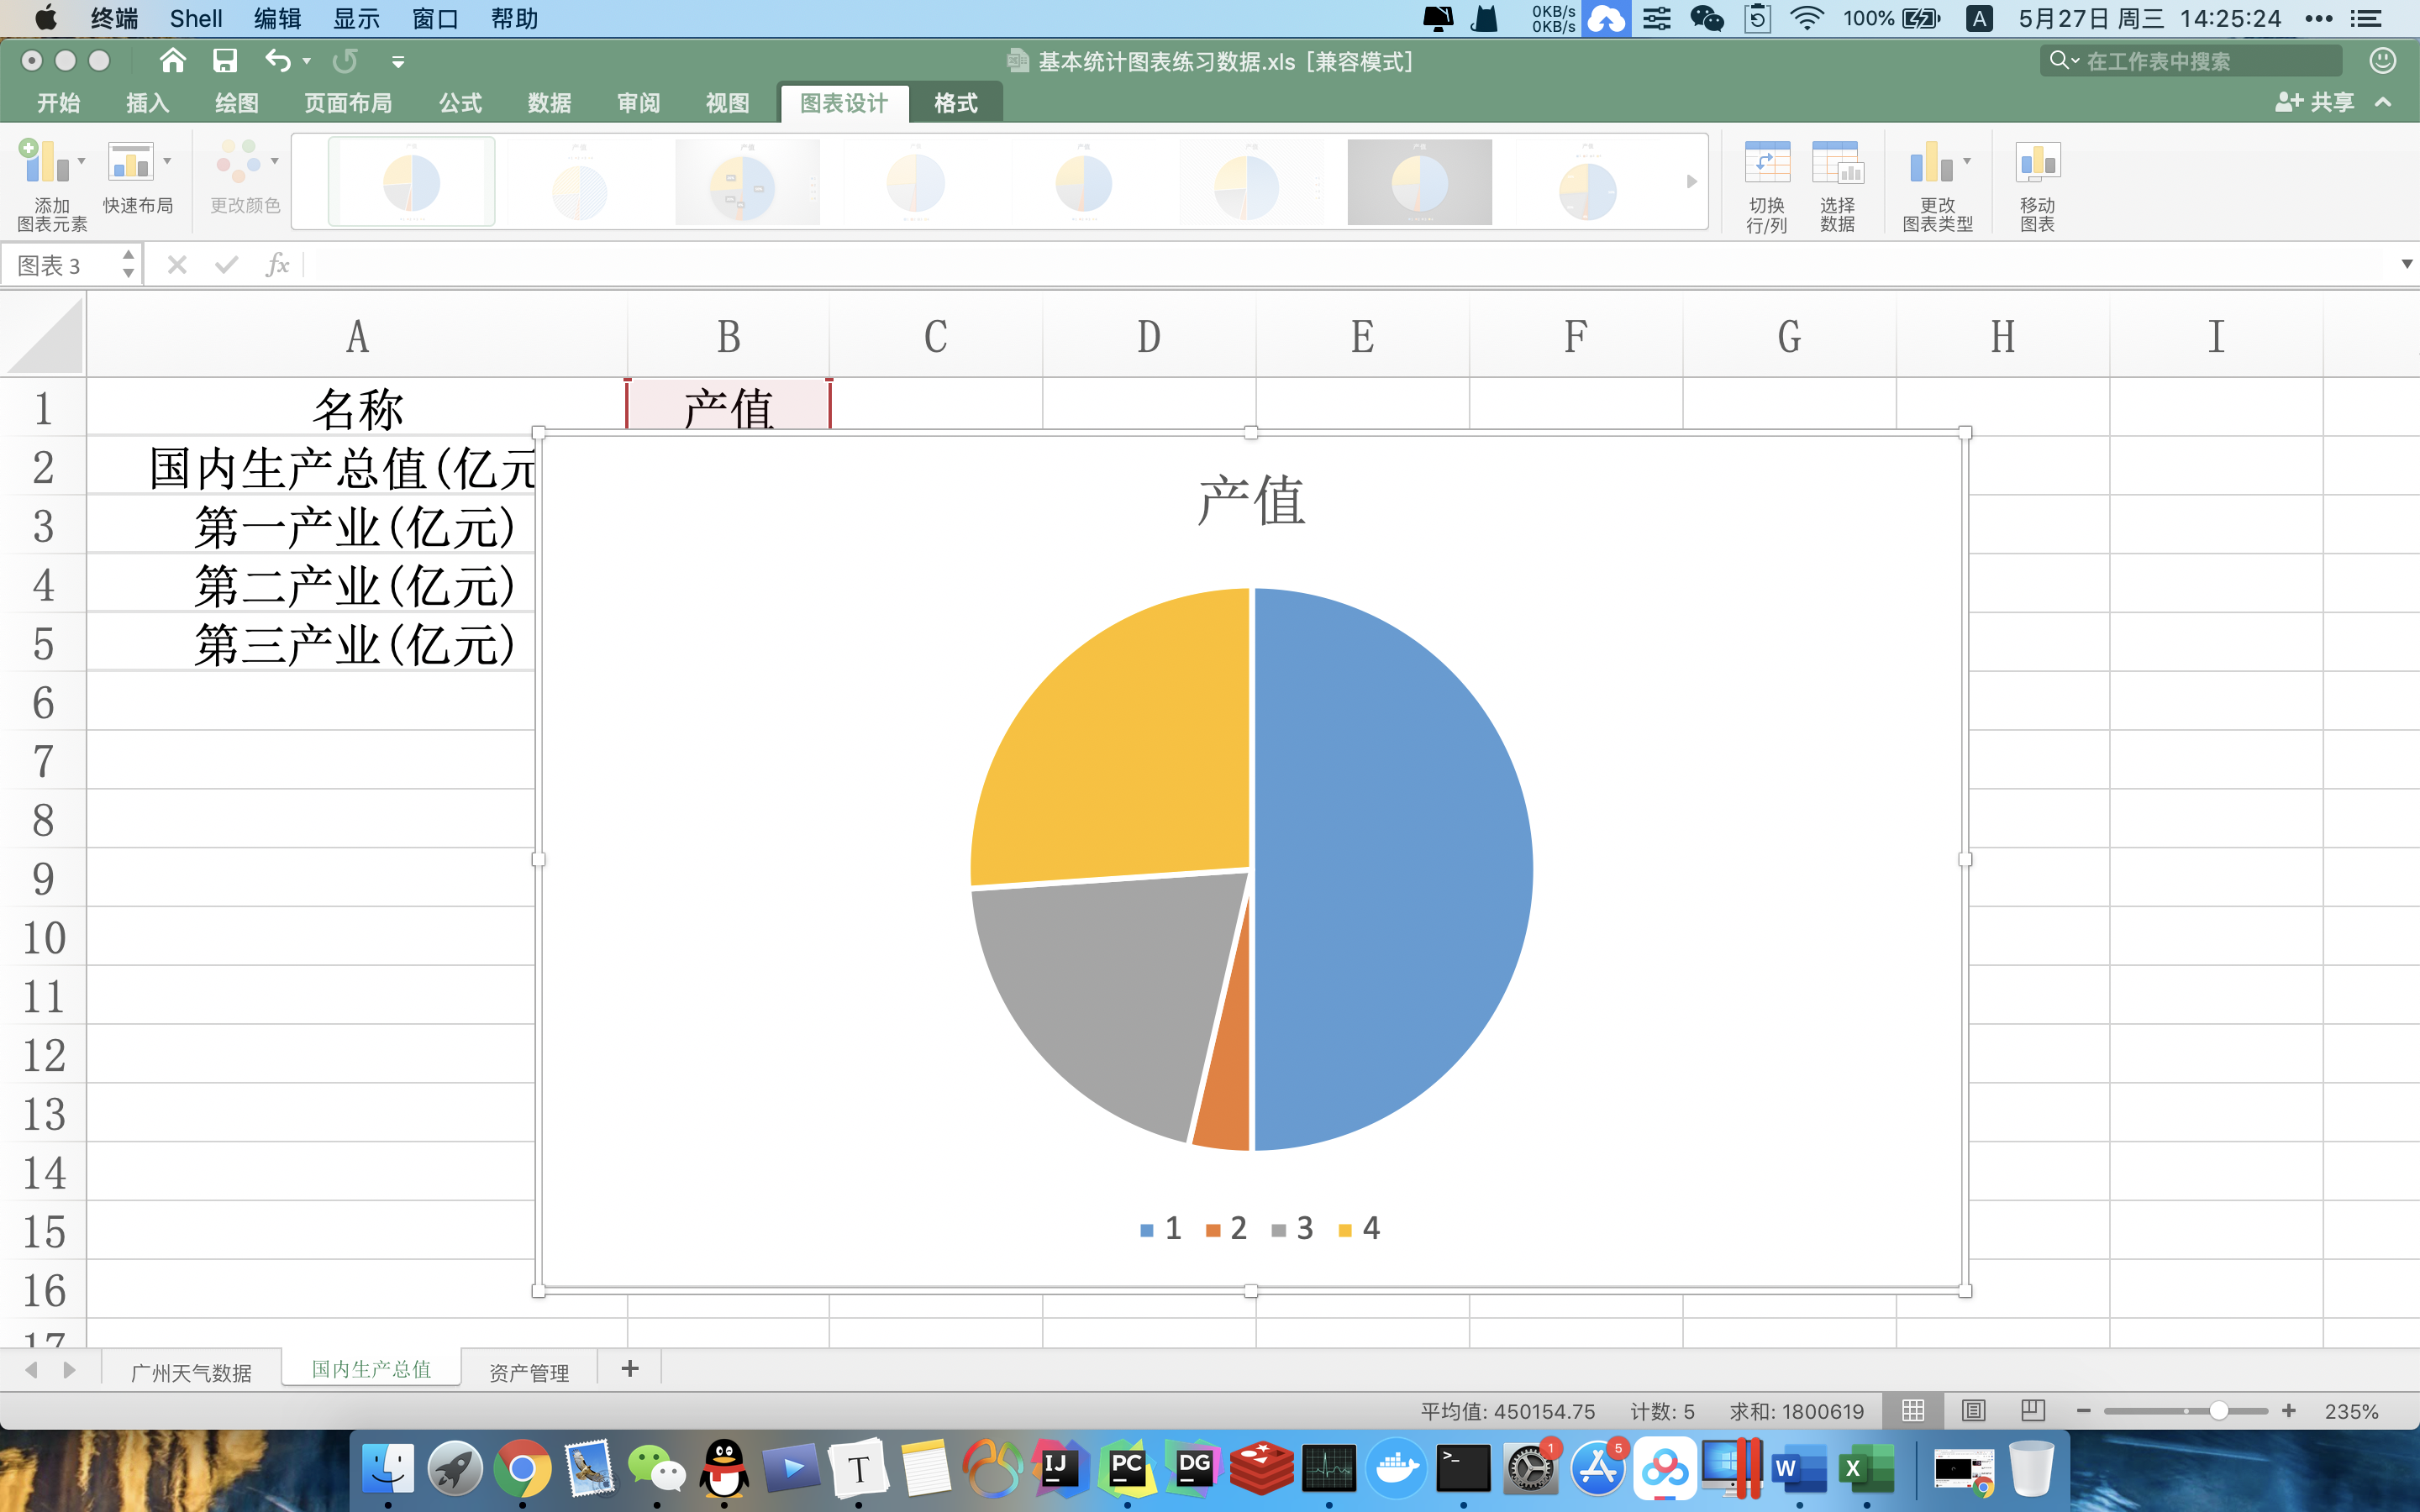 终端 Shell 编辑 显示 窗口 帮助 0KB/s 0KB/s 100% A 5月27日 周三 14:25:24
基本统计图表练习数据.xls [兼容模式] 在工作表中搜索
开始 插入 绘图 页面布局 公式 数据 审阅 视图 图表设计 格式 共享
添加 图表元素 快速布局 更改颜色 切换 行/列 选择 数据 更改 图表类型 移动 图表
图表 3 fx
A B C D E F G H I
1 名称 产值
2 国内生产总值(亿元
3 第一产业(亿元)
4 第二产业(亿元)
5 第三产业(亿元)
6
7
8
9
10
11
12
13
14
15
16
17
产值
1 2 3 4
广州天气数据 国内生产总值 资产管理 +
平均值: 450154.75 计数: 5 求和: 1800619 235%
T IJ PC DG >_ 1 5 W X